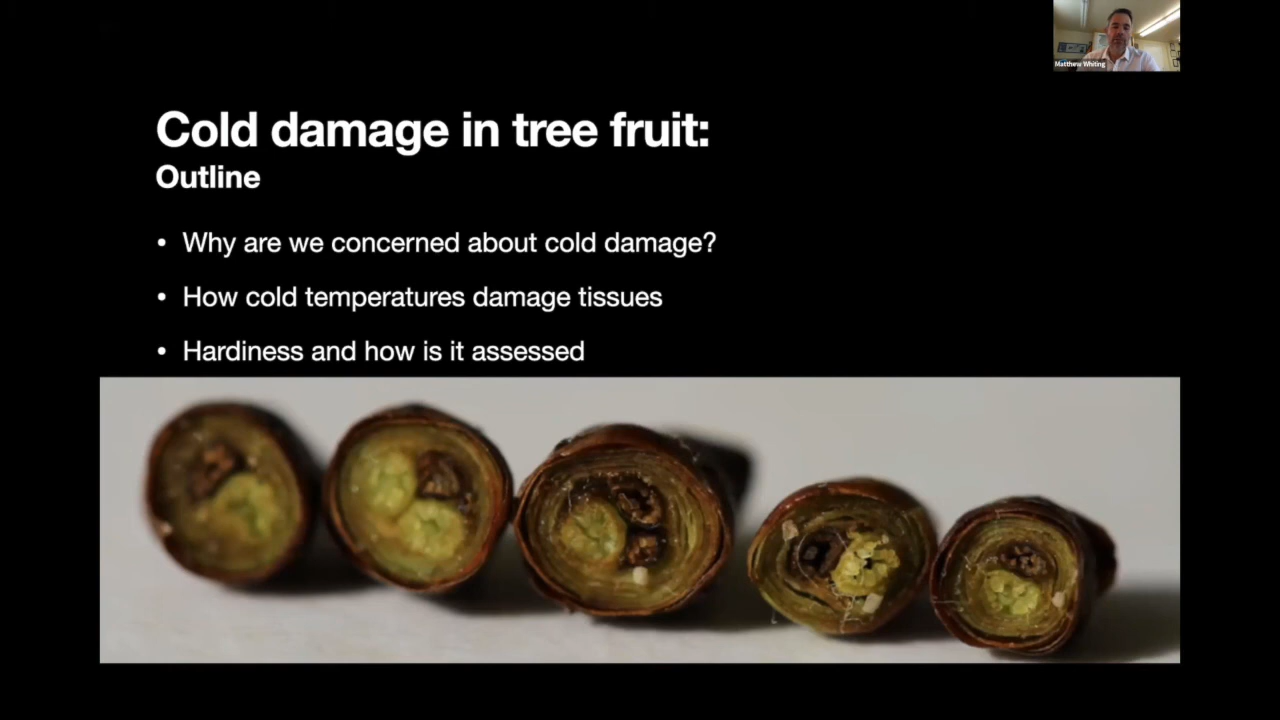 Matthew Whiting
Cold damage in tree fruit:
Outline
• Why are we concerned about cold damage?
• How cold temperatures damage tissues
• Hardiness and how is it assessed